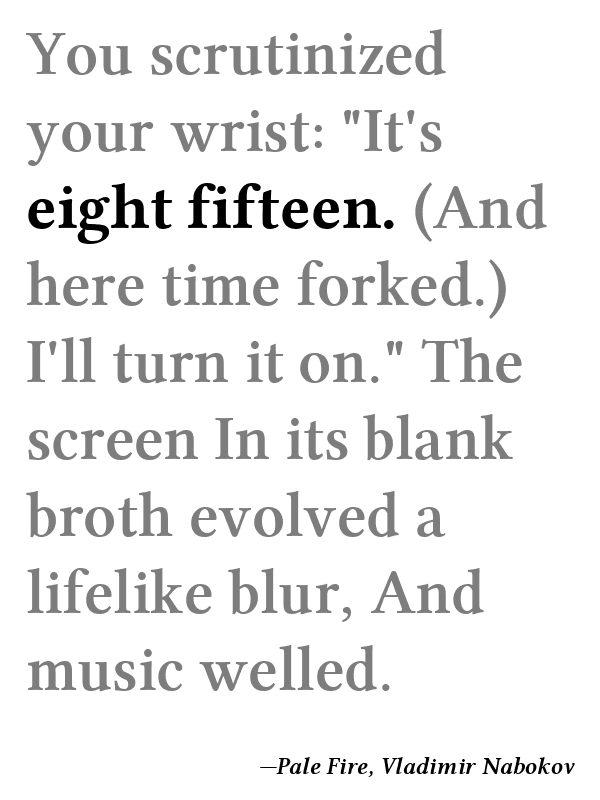 You scrutinized
your wrist: "It's
eight fifteen. (And
here time forked.)
I'll turn it on." The
screen In its blank
broth evolved a
lifelike blur, And
music welled.
—Pale Fire, Vladimir Nabokov